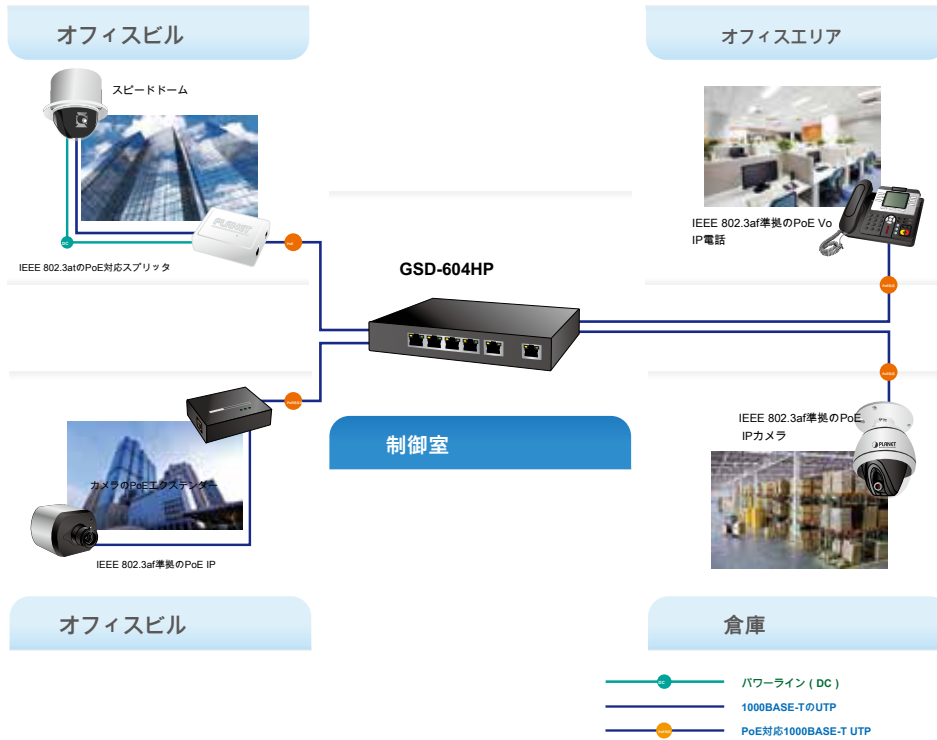 オフィスビル
オフィスエリア
スピードドーム
PLANET
DC
PoE
IEEE 802.3atのPoE対応スプリッタ
IEEE 802.3af準拠のPoE Vo
IP電話
GSD-604HP
制御室
IEEE 802.3af準拠のPoE
IPカメラ
PLANET
カメラのPoEエクステンダー
IEEE 802.3af準拠のPoE IP
オフィスビル
倉庫
DC
パワーライン ( DC )
1000BASE-TのUTP
PoE対応1000BASE-T UTP